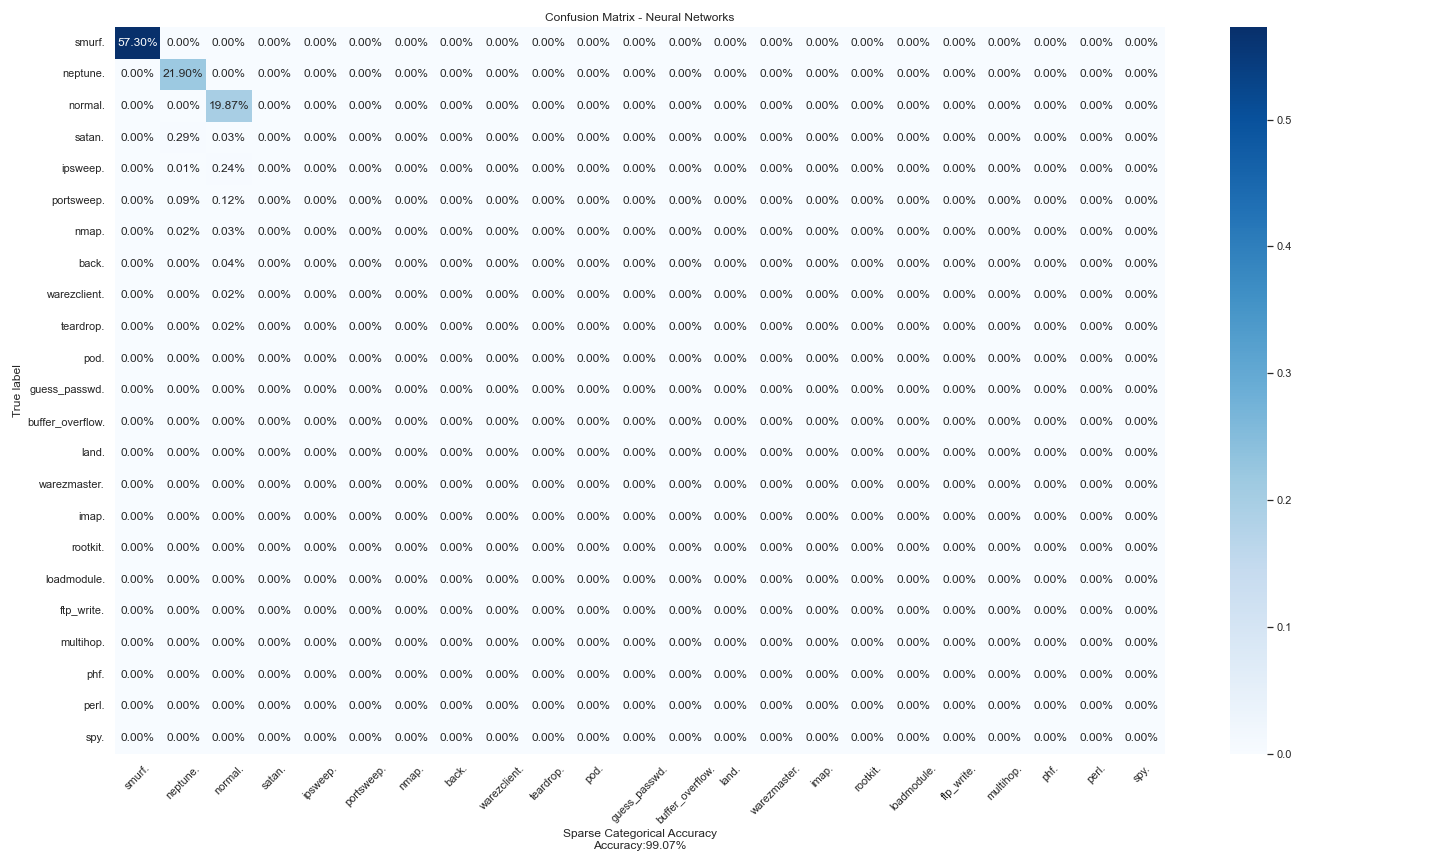 Confusion Matrix - Neural Networks
smurf. 57.30% 0.00% 0.00% 0.00% 0.00% 0.00% 0.00% 0.00% 0.00% 0.00% 0.00% 0.00% 0.00% 0.00% 0.00% 0.00% 0.00% 0.00% 0.00% 0.00% 0.00% 0.00% 0.00%
neptune. 0.00% 21.90% 0.00% 0.00% 0.00% 0.00% 0.00% 0.00% 0.00% 0.00% 0.00% 0.00% 0.00% 0.00% 0.00% 0.00% 0.00% 0.00% 0.00% 0.00% 0.00% 0.00% 0.00%
normal. 0.00% 0.00% 19.87% 0.00% 0.00% 0.00% 0.00% 0.00% 0.00% 0.00% 0.00% 0.00% 0.00% 0.00% 0.00% 0.00% 0.00% 0.00% 0.00% 0.00% 0.00% 0.00% 0.00%
satan. 0.00% 0.29% 0.03% 0.00% 0.00% 0.00% 0.00% 0.00% 0.00% 0.00% 0.00% 0.00% 0.00% 0.00% 0.00% 0.00% 0.00% 0.00% 0.00% 0.00% 0.00% 0.00% 0.00%
ipsweep. 0.00% 0.01% 0.24% 0.00% 0.00% 0.00% 0.00% 0.00% 0.00% 0.00% 0.00% 0.00% 0.00% 0.00% 0.00% 0.00% 0.00% 0.00% 0.00% 0.00% 0.00% 0.00% 0.00%
portsweep. 0.00% 0.09% 0.12% 0.00% 0.00% 0.00% 0.00% 0.00% 0.00% 0.00% 0.00% 0.00% 0.00% 0.00% 0.00% 0.00% 0.00% 0.00% 0.00% 0.00% 0.00% 0.00% 0.00%
nmap. 0.00% 0.02% 0.03% 0.00% 0.00% 0.00% 0.00% 0.00% 0.00% 0.00% 0.00% 0.00% 0.00% 0.00% 0.00% 0.00% 0.00% 0.00% 0.00% 0.00% 0.00% 0.00% 0.00%
back. 0.00% 0.00% 0.04% 0.00% 0.00% 0.00% 0.00% 0.00% 0.00% 0.00% 0.00% 0.00% 0.00% 0.00% 0.00% 0.00% 0.00% 0.00% 0.00% 0.00% 0.00% 0.00% 0.00%
warezclient. 0.00% 0.00% 0.02% 0.00% 0.00% 0.00% 0.00% 0.00% 0.00% 0.00% 0.00% 0.00% 0.00% 0.00% 0.00% 0.00% 0.00% 0.00% 0.00% 0.00% 0.00% 0.00% 0.00%
teardrop. 0.00% 0.00% 0.02% 0.00% 0.00% 0.00% 0.00% 0.00% 0.00% 0.00% 0.00% 0.00% 0.00% 0.00% 0.00% 0.00% 0.00% 0.00% 0.00% 0.00% 0.00% 0.00% 0.00%
pod. 0.00% 0.00% 0.00% 0.00% 0.00% 0.00% 0.00% 0.00% 0.00% 0.00% 0.00% 0.00% 0.00% 0.00% 0.00% 0.00% 0.00% 0.00% 0.00% 0.00% 0.00% 0.00% 0.00%
guess_passwd. 0.00% 0.00% 0.00% 0.00% 0.00% 0.00% 0.00% 0.00% 0.00% 0.00% 0.00% 0.00% 0.00% 0.00% 0.00% 0.00% 0.00% 0.00% 0.00% 0.00% 0.00% 0.00% 0.00%
buffer_overflow. 0.00% 0.00% 0.00% 0.00% 0.00% 0.00% 0.00% 0.00% 0.00% 0.00% 0.00% 0.00% 0.00% 0.00% 0.00% 0.00% 0.00% 0.00% 0.00% 0.00% 0.00% 0.00% 0.00%
land. 0.00% 0.00% 0.00% 0.00% 0.00% 0.00% 0.00% 0.00% 0.00% 0.00% 0.00% 0.00% 0.00% 0.00% 0.00% 0.00% 0.00% 0.00% 0.00% 0.00% 0.00% 0.00% 0.00%
warezmaster. 0.00% 0.00% 0.00% 0.00% 0.00% 0.00% 0.00% 0.00% 0.00% 0.00% 0.00% 0.00% 0.00% 0.00% 0.00% 0.00% 0.00% 0.00% 0.00% 0.00% 0.00% 0.00% 0.00%
imap. 0.00% 0.00% 0.00% 0.00% 0.00% 0.00% 0.00% 0.00% 0.00% 0.00% 0.00% 0.00% 0.00% 0.00% 0.00% 0.00% 0.00% 0.00% 0.00% 0.00% 0.00% 0.00% 0.00%
rootkit. 0.00% 0.00% 0.00% 0.00% 0.00% 0.00% 0.00% 0.00% 0.00% 0.00% 0.00% 0.00% 0.00% 0.00% 0.00% 0.00% 0.00% 0.00% 0.00% 0.00% 0.00% 0.00% 0.00%
loadmodule. 0.00% 0.00% 0.00% 0.00% 0.00% 0.00% 0.00% 0.00% 0.00% 0.00% 0.00% 0.00% 0.00% 0.00% 0.00% 0.00% 0.00% 0.00% 0.00% 0.00% 0.00% 0.00% 0.00%
ftp_write. 0.00% 0.00% 0.00% 0.00% 0.00% 0.00% 0.00% 0.00% 0.00% 0.00% 0.00% 0.00% 0.00% 0.00% 0.00% 0.00% 0.00% 0.00% 0.00% 0.00% 0.00% 0.00% 0.00%
multihop. 0.00% 0.00% 0.00% 0.00% 0.00% 0.00% 0.00% 0.00% 0.00% 0.00% 0.00% 0.00% 0.00% 0.00% 0.00% 0.00% 0.00% 0.00% 0.00% 0.00% 0.00% 0.00% 0.00%
phf. 0.00% 0.00% 0.00% 0.00% 0.00% 0.00% 0.00% 0.00% 0.00% 0.00% 0.00% 0.00% 0.00% 0.00% 0.00% 0.00% 0.00% 0.00% 0.00% 0.00% 0.00% 0.00% 0.00%
perl. 0.00% 0.00% 0.00% 0.00% 0.00% 0.00% 0.00% 0.00% 0.00% 0.00% 0.00% 0.00% 0.00% 0.00% 0.00% 0.00% 0.00% 0.00% 0.00% 0.00% 0.00% 0.00% 0.00%
spy. 0.00% 0.00% 0.00% 0.00% 0.00% 0.00% 0.00% 0.00% 0.00% 0.00% 0.00% 0.00% 0.00% 0.00% 0.00% 0.00% 0.00% 0.00% 0.00% 0.00% 0.00% 0.00% 0.00%
True label
smurf. neptune. normal. satan. ipsweep. portsweep. nmap. back. warezclient. teardrop. pod. guess_passwd. buffer_overflow. land. warezmaster. imap. rootkit. loadmodule. ftp_write. multihop. phf. perl. spy.
Sparse Categorical Accuracy
Accuracy:99.07%
0.5
0.4
0.3
0.2
0.1
0.0